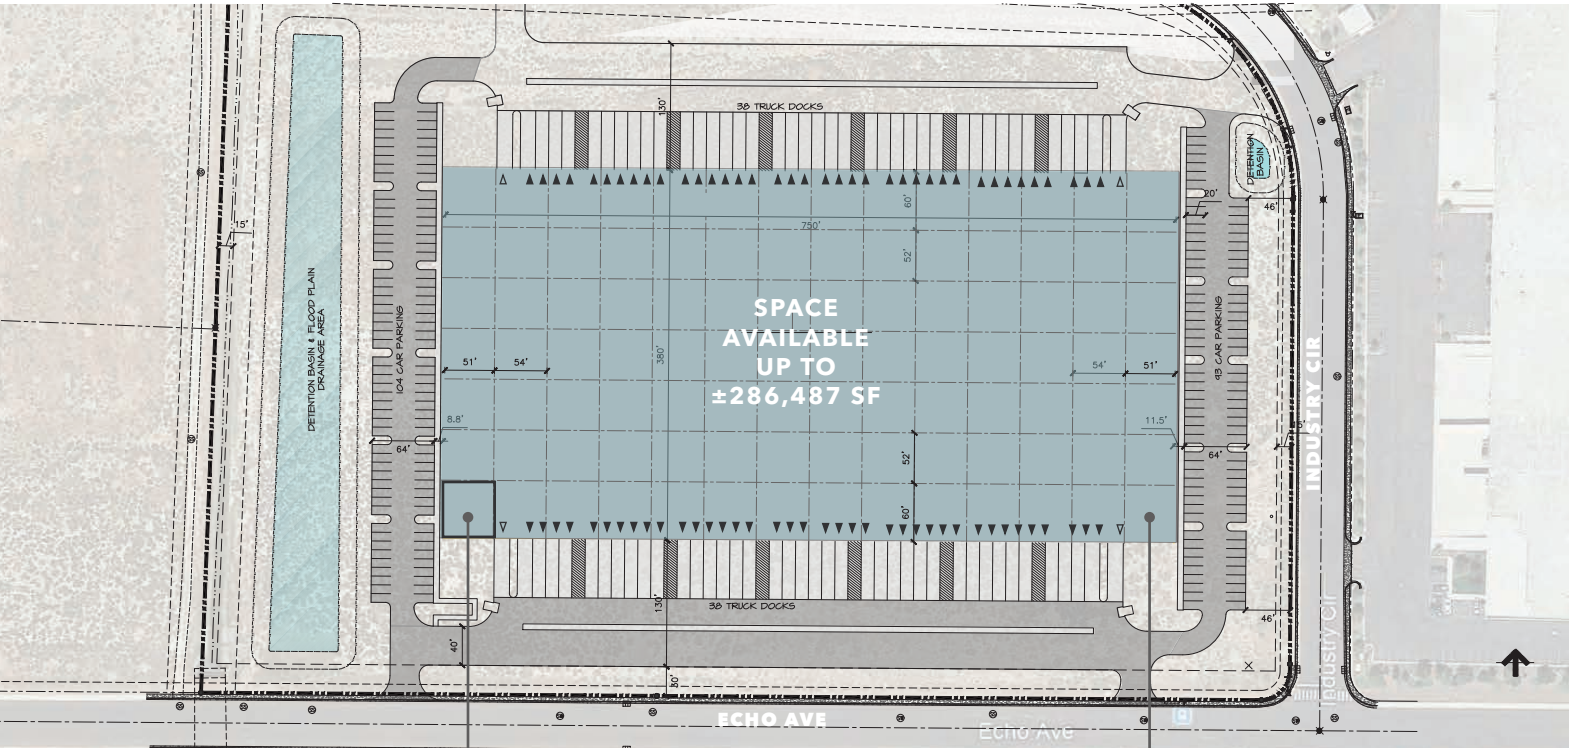 130'
38 TRUCK DOCKS
DETENTION
BASIN
20'
46'
15'
60'
750'
52'
DETENTION BASIN & FLOOD PLAIN
DRAINAGE AREA
104 CAR PARKING
93 CAR PARKING
SPACE
AVAILABLE
UP TO
±286,487 SF
INDUSTRY CIR
380'
51'
54'
54'
51'
8.8'
11.5'
64'
64'
52'
60'
130'
38 TRUCK DOCKS
46'
40'
30'
Industry Cir
ECHO AVE
Echo Ave